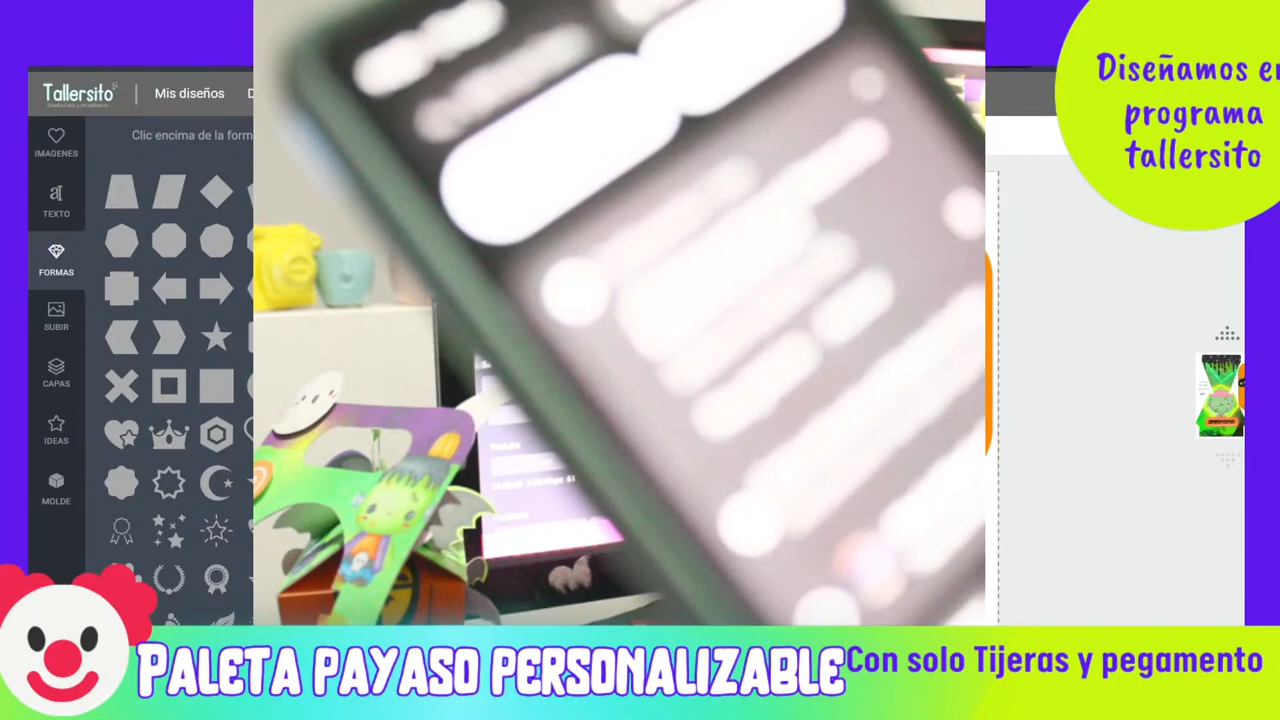 Tallersito
Mis diseños
Clic encima de la form
IMAGENES
TEXTO
FORMAS
SUBIR
CAPAS
IDEAS
MOLDE
Diseñamos en
programa
tallersito
PALETA PAYASO PERSONALIZABLE
Con solo Tijeras y pegamento